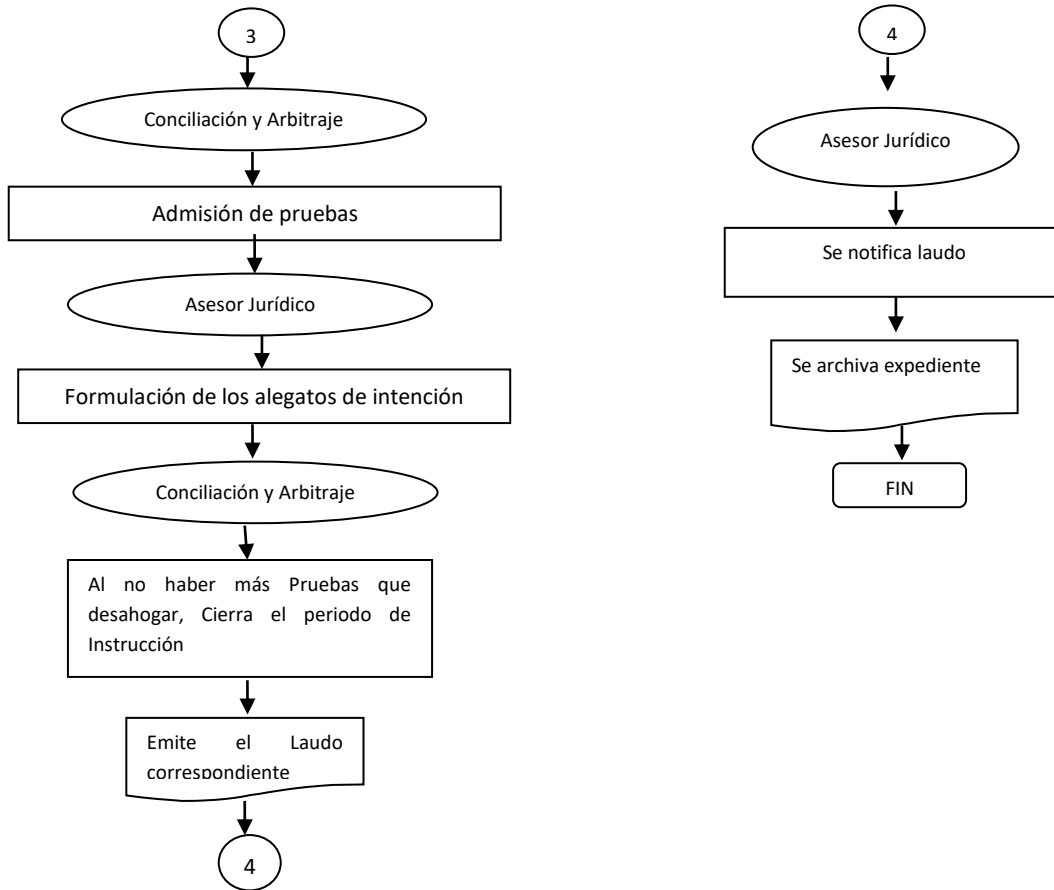 3
Conciliación y Arbitraje
Admisión de pruebas
Asesor Jurídico
Formulación de los alegatos de intención
Conciliación y Arbitraje
Al no haber más Pruebas que
desahogar, Cierra el periodo de
Instrucción
Emite el Laudo
correspondiente
4
4
Asesor Jurídico
Se notifica laudo
Se archiva expediente
FIN